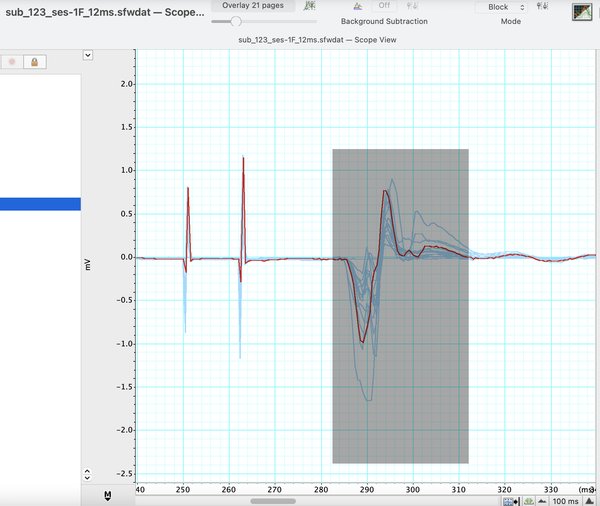 sub_123_ses-1F_12ms.sfwdat — Scope...
Overlay 21 pages
Off
Background Subtraction
Block
Mode
sub_123_ses-1F_12ms.sfwdat — Scope View
2.0
1.5
1.0
0.5
0.0
−0.5
−1.0
−1.5
−2.0
−2.5
mV
M
40 250 260 270 280 290 300 310 320 330
100 ms